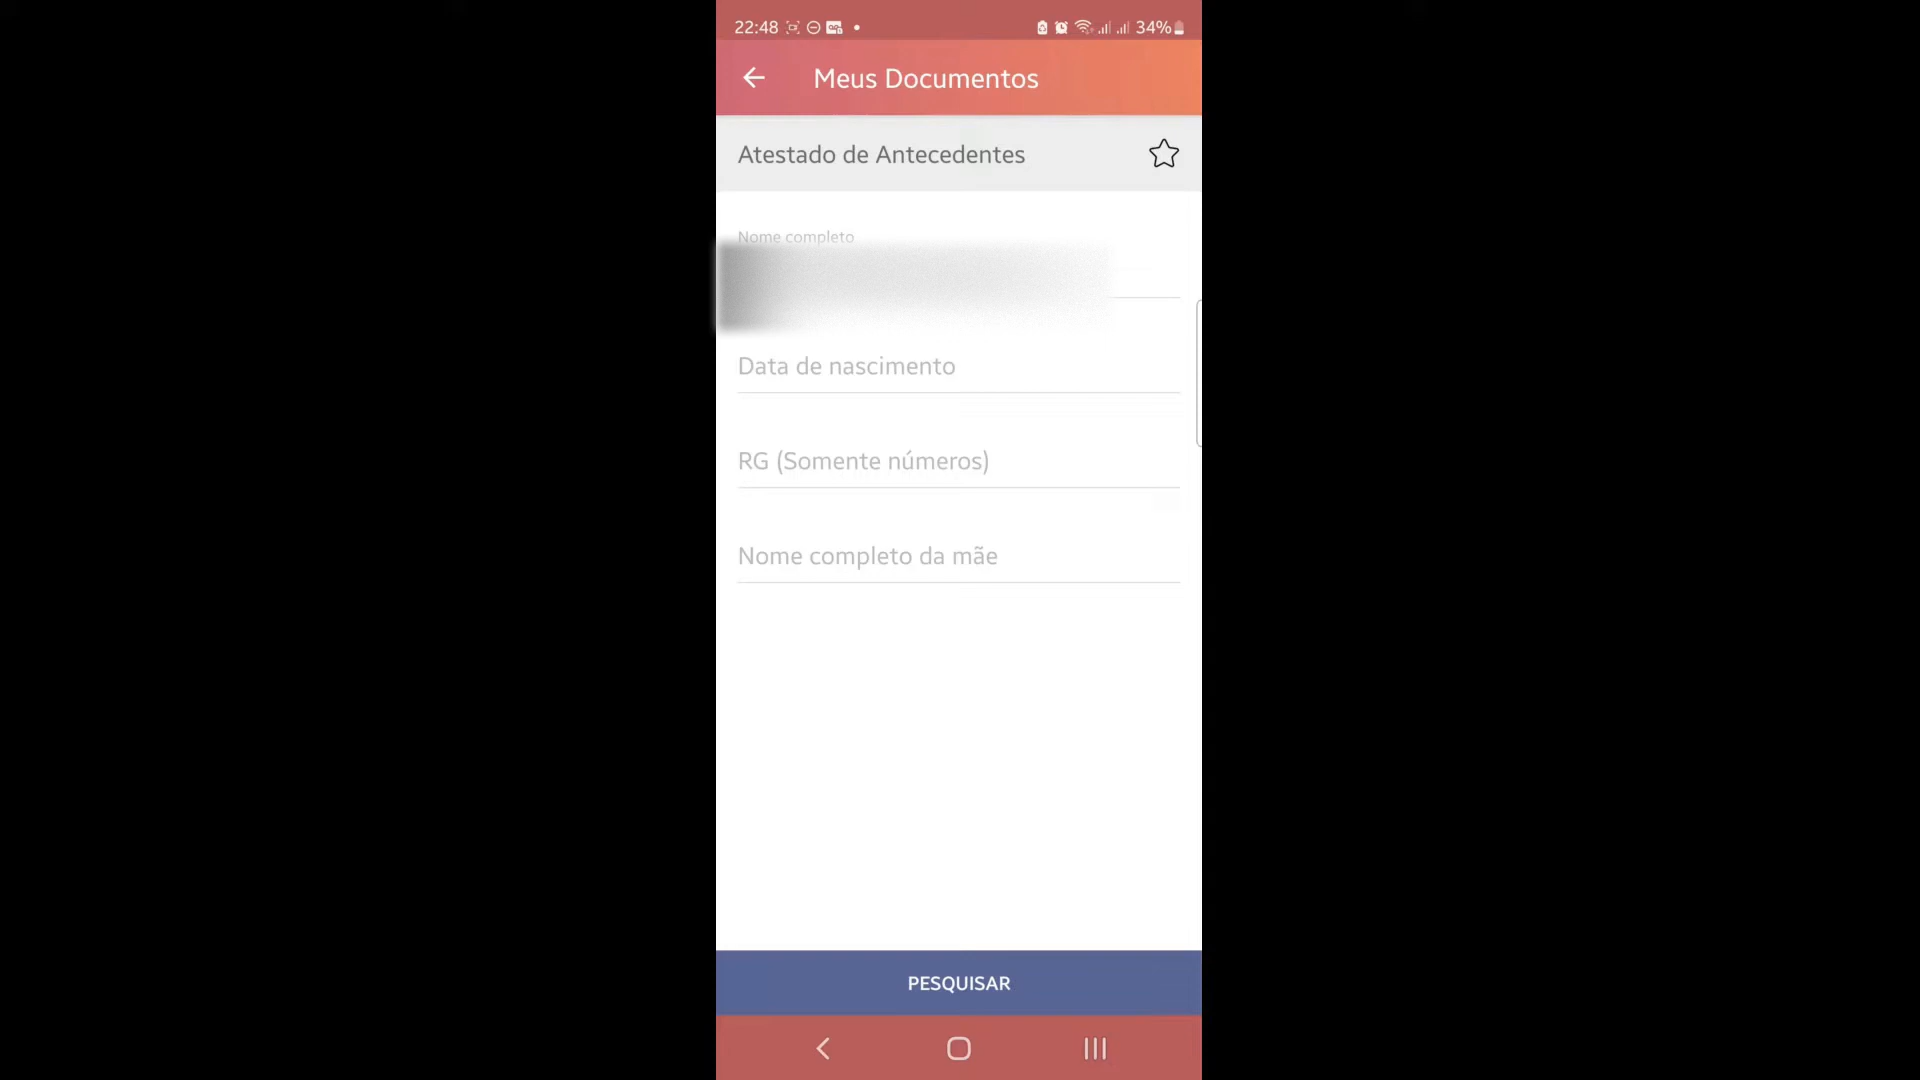 22:48
34%
Meus Documentos
Atestado de Antecedentes
Nome completo
Data de nascimento
RG (Somente números)
Nome completo da mãe
PESQUISAR